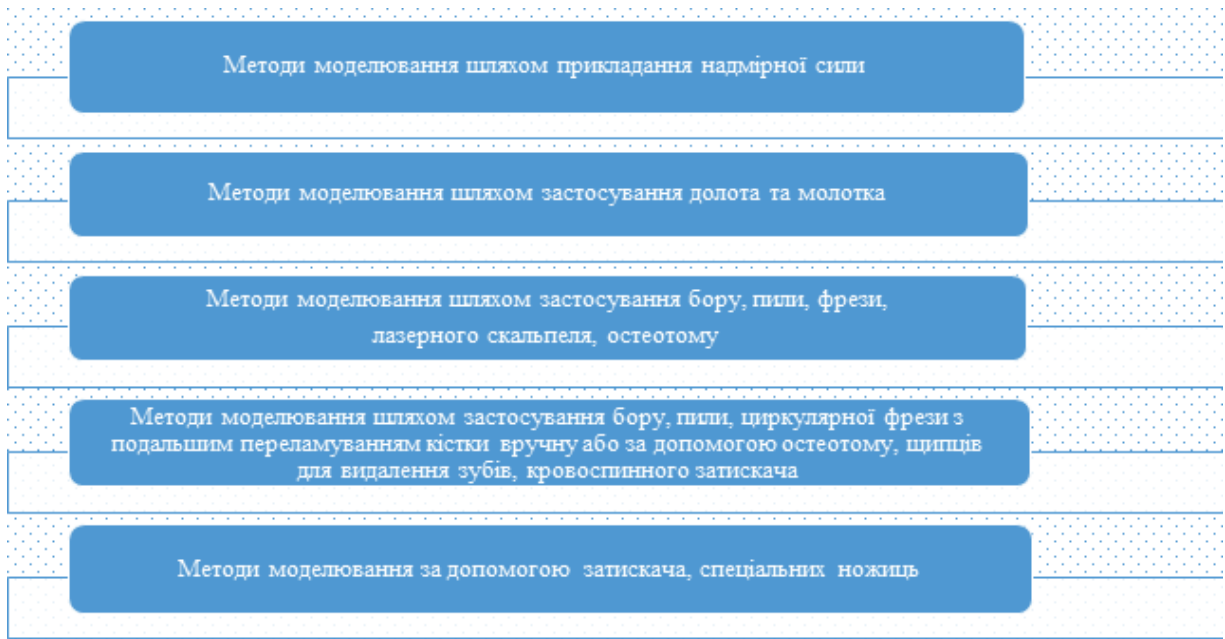 Методи моделювання шляхом прикладання надмірної сили
Методи моделювання шляхом застосування долота та молотка
Методи моделювання шляхом застосування бору, пили, фрези,
лазерного скальпеля, остеотому
Методи моделювання шляхом застосування бору, пили, циркулярної фрези з
подальшим переламуванням кістки вручну або за допомогою остеотому, щипців
для видалення зубів, кровоспинного затискача
Методи моделювання за допомогою затискача, спеціальних ножиць